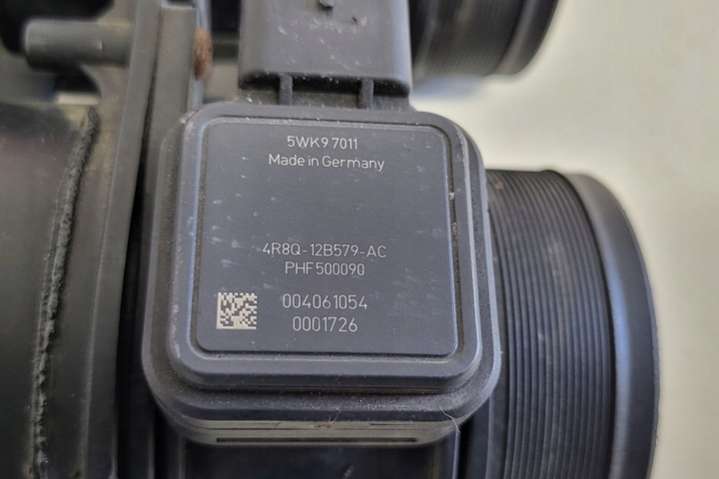 5WK9 7011
Made in Germany
4R8Q-12B579-AC
PHF500090
004061054
0001726